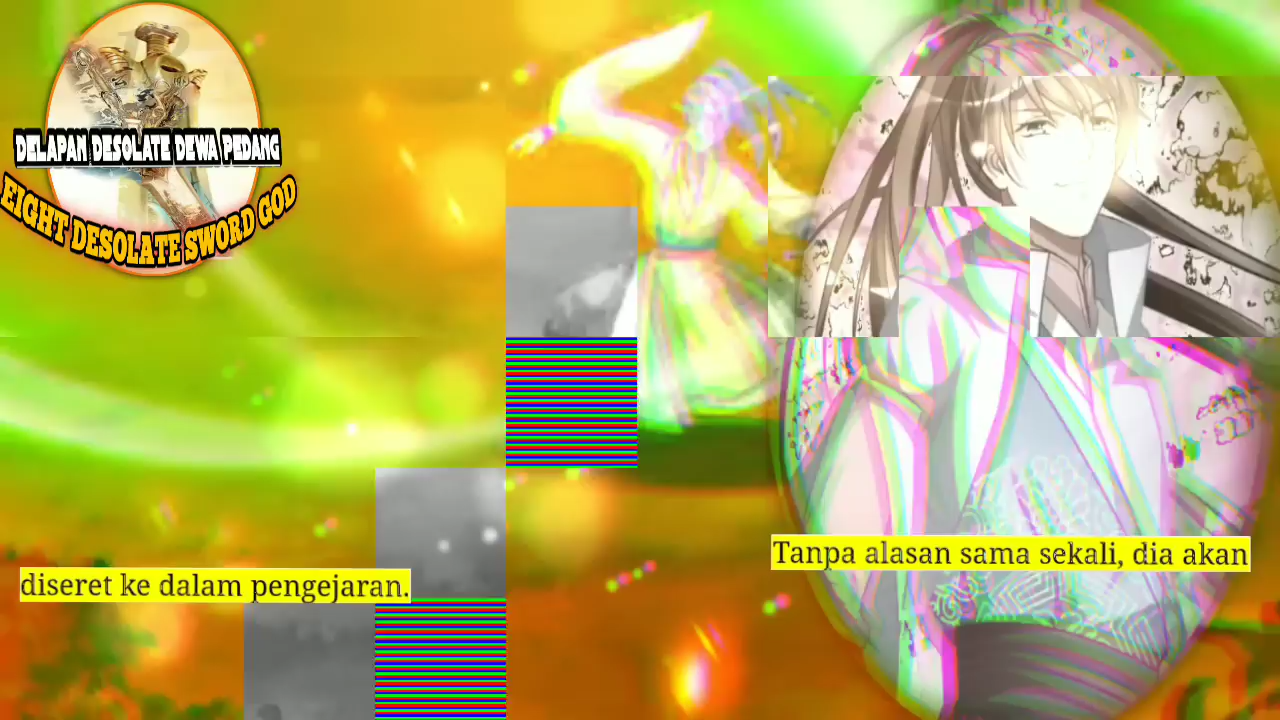 DELAPAN DESOLATE DEWA PEDANG
EIGHT DESOLATE SWORD GOD
Tanpa alasan sama sekali, dia akan
diseret ke dalam pengejaran.